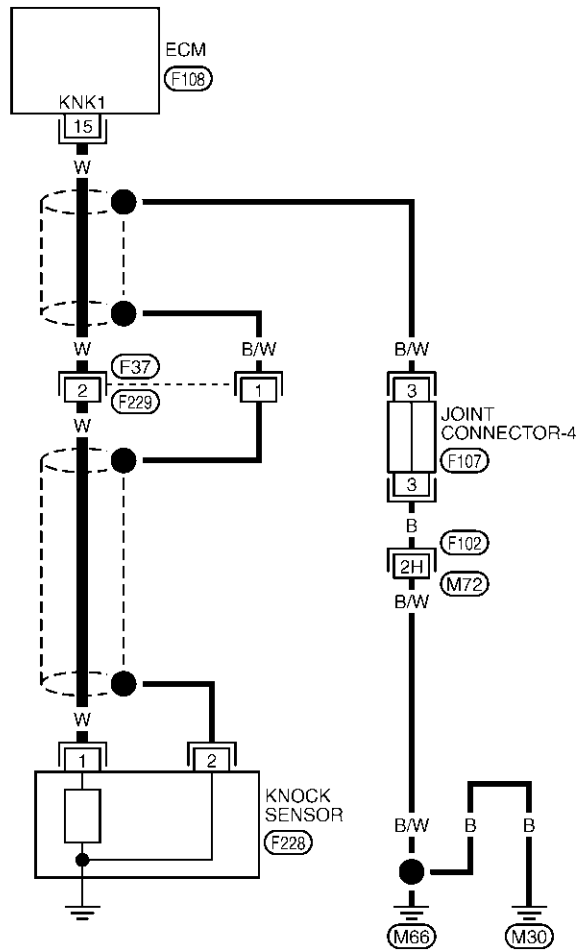 ECM
F108
KNK1
15
W
W
B/W
B/W
F37
2
1
3
F229
W
JOINT
CONNECTOR-4
F107
3
B
F102
2H
M72
B/W
W
1
2
KNOCK
SENSOR
F228
B/W
B
B
M66
M30